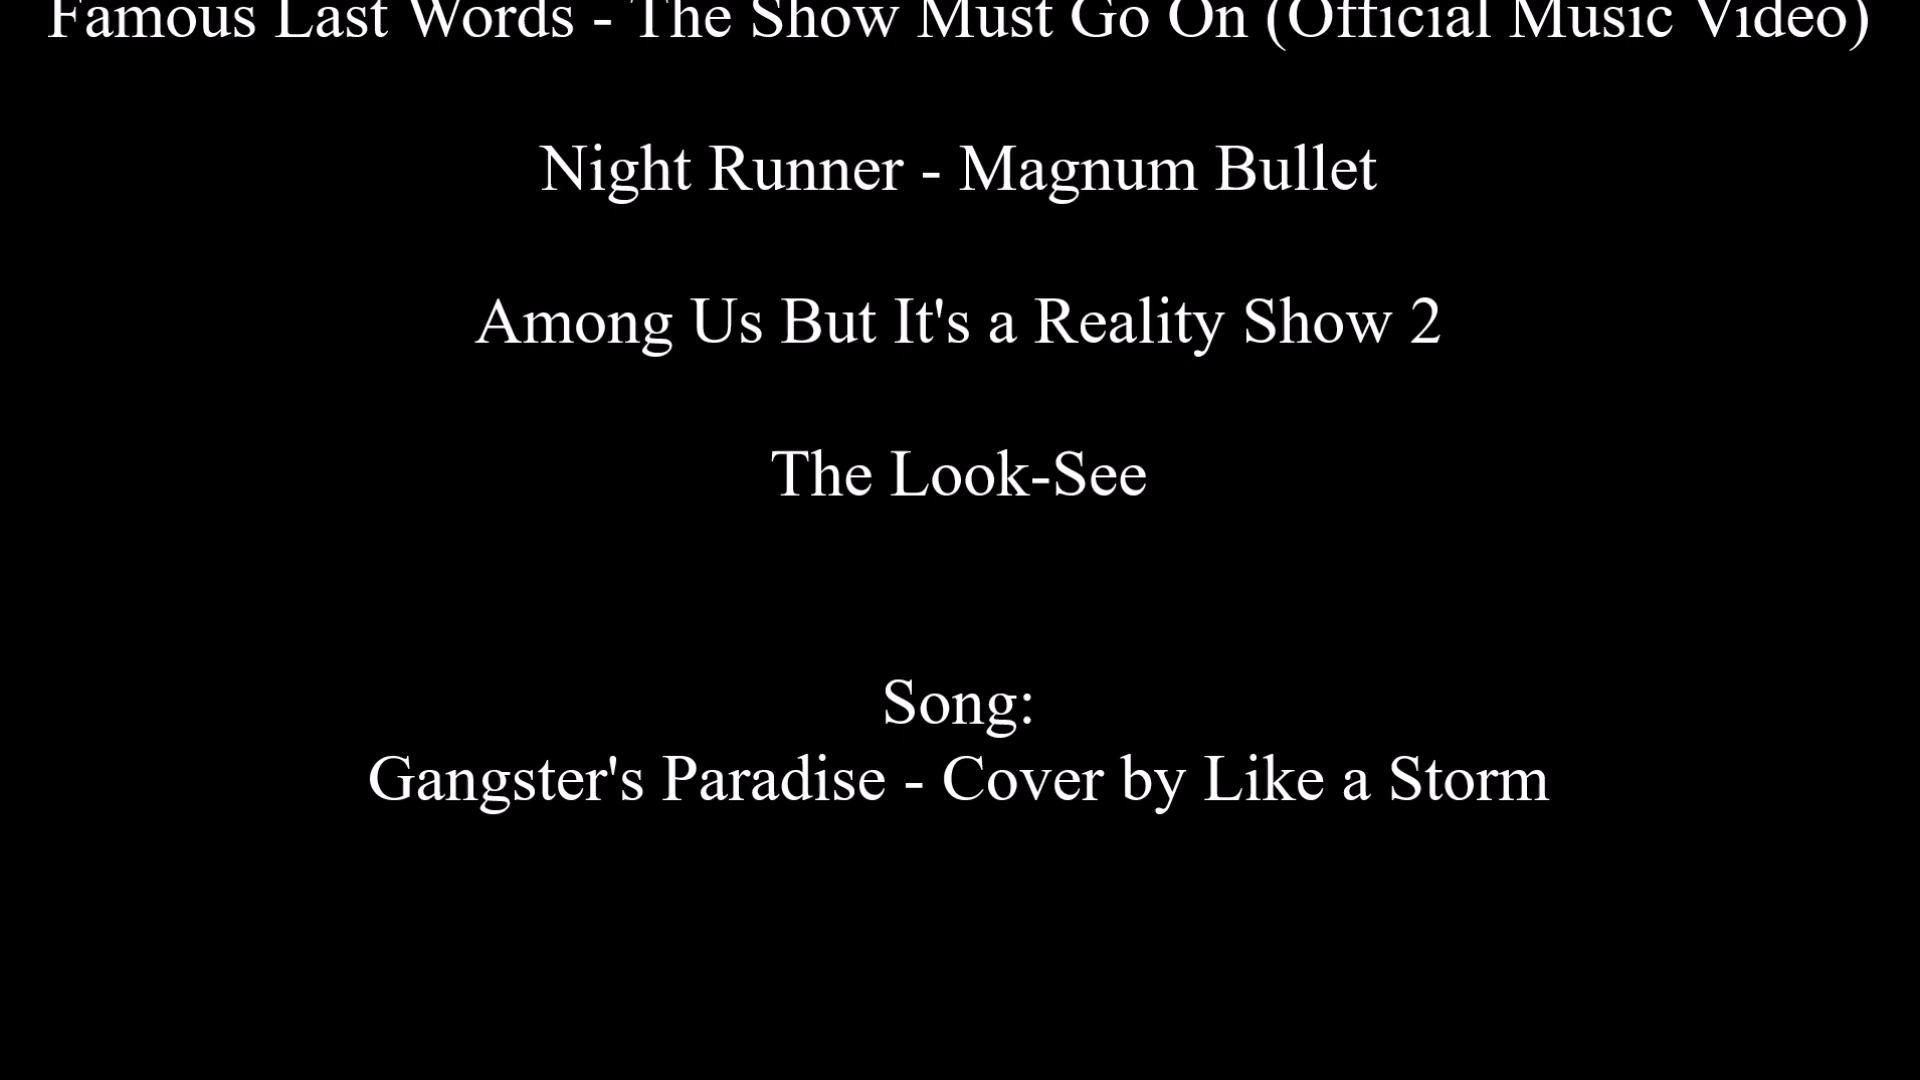 Famous Last Words - The Show Must Go On (Official Music Video)
Night Runner - Magnum Bullet
Among Us But It's a Reality Show 2
The Look-See
Song:
Gangster's Paradise - Cover by Like a Storm